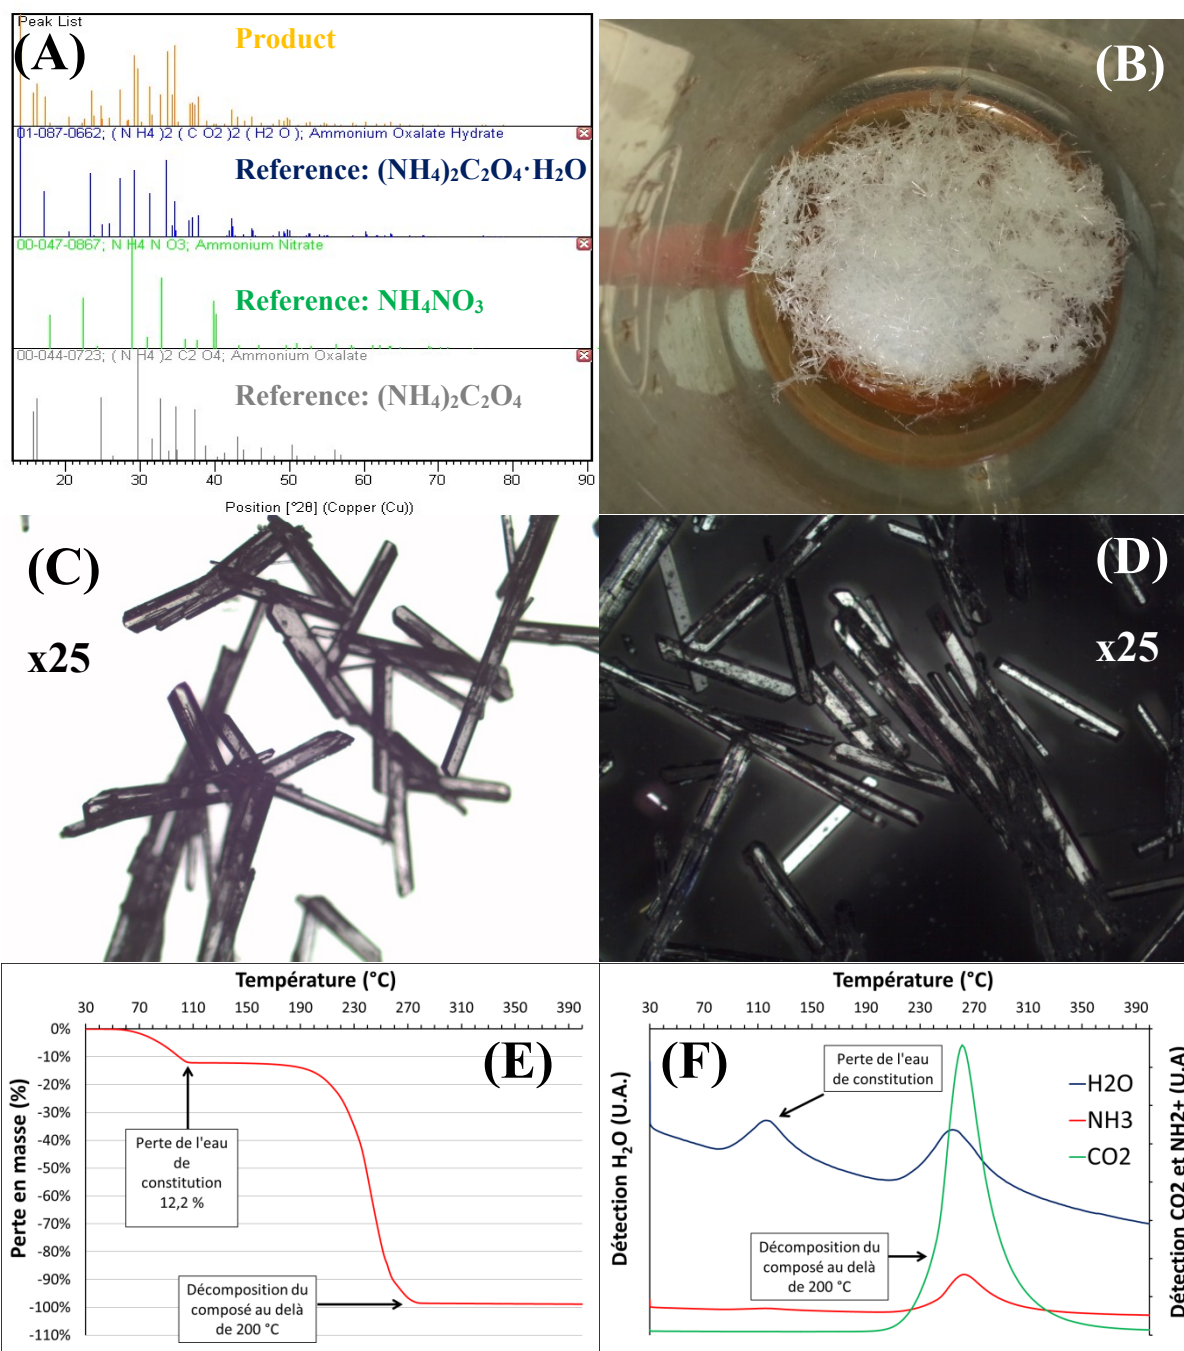 Peak List
(A)
Product
01-087-0662; ( N H4 )2 ( C O2 )2 ( H2 O ); Ammonium Oxalate Hydrate
Reference: (NH₄)₂C₂O₄·H₂O
00-047-0867; N H4 N O3; Ammonium Nitrate
Reference: NH₄NO₃
00-044-0723; ( N H4 )2 C2 O4; Ammonium Oxalate
Reference: (NH₄)₂C₂O₄
20 30 40 50 60 70 80 90
Position [°2θ] (Copper (Cu))
(B)
(C)
x25
(D)
x25
Température (°C)
30 70 110 150 190 230 270 310 350 390
0%
-10%
-20%
-30%
-40%
-50%
-60%
-70%
-80%
-90%
-100%
-110%
Perte en masse (%)
(E)
Perte de l'eau
de
constitution
12,2 %
Décomposition du
composé au delà
de 200 °C
Température (°C)
30 70 110 150 190 230 270 310 350 390
(F)
Détection H₂O (U.A.)
Perte de l'eau
de constitution
H2O
NH3
CO2
Décomposition du
composé au delà
de 200 °C
Détection CO2 et NH2+ (U.A